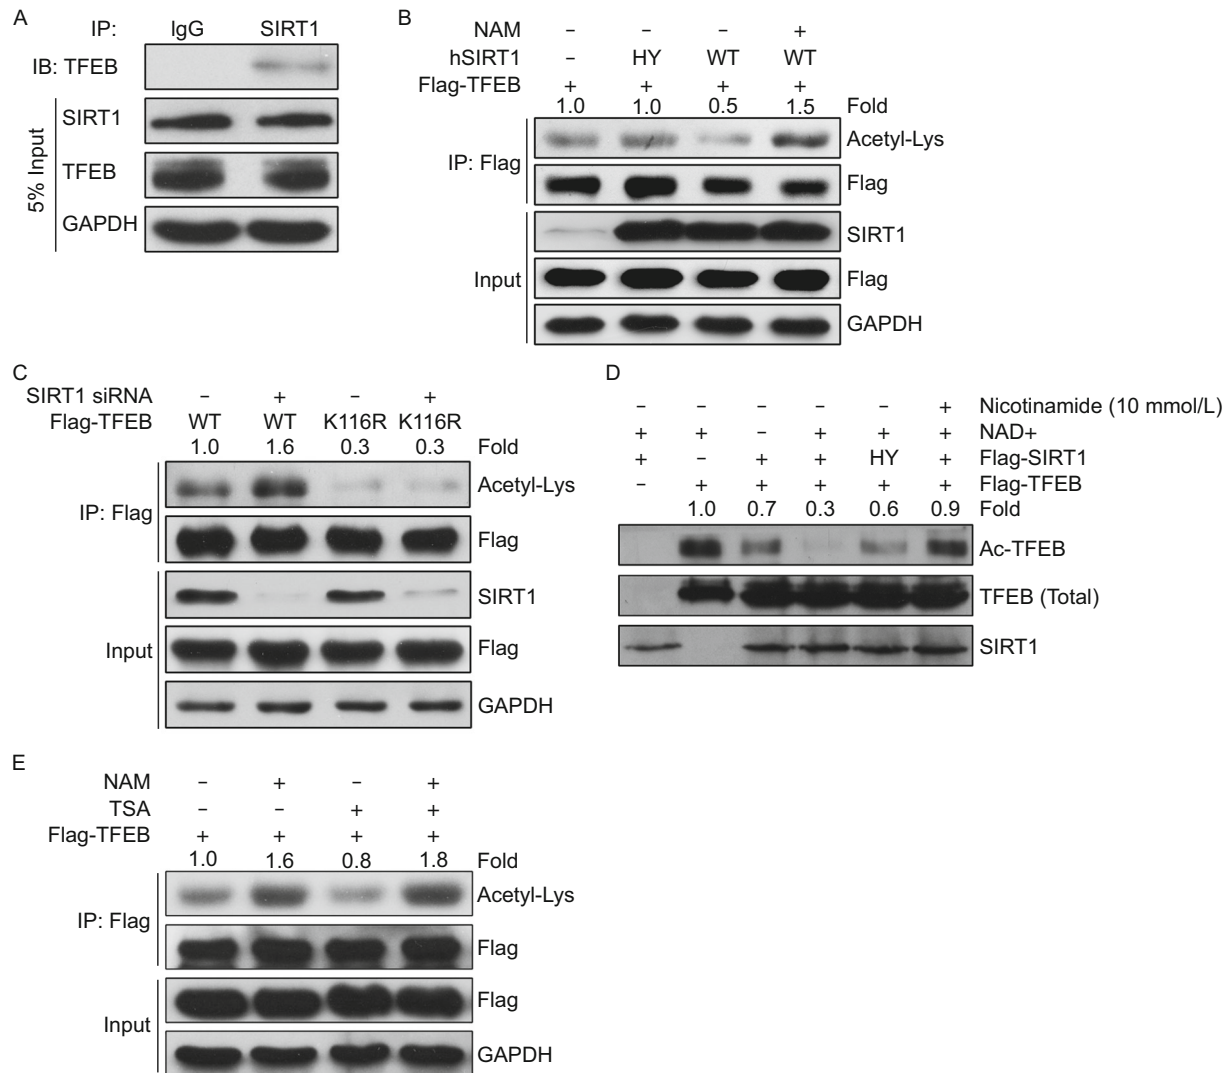 A
IP: IgG SIRT1
IB: TFEB
5% Input
SIRT1
TFEB
GAPDH
B
NAM – – – +
hSIRT1 – HY WT WT
Flag-TFEB + + + +
1.0 1.0 0.5 1.5 Fold
IP: Flag
Acetyl-Lys
Flag
SIRT1
Input
Flag
GAPDH
C
SIRT1 siRNA – + – +
Flag-TFEB WT WT K116R K116R
1.0 1.6 0.3 0.3 Fold
Acetyl-Lys
IP: Flag
Flag
SIRT1
Input
Flag
GAPDH
D
– – – – – + Nicotinamide (10 mmol/L)
+ + – + + + NAD+
+ – + + HY + Flag-SIRT1
– + + + + + Flag-TFEB
1.0 0.7 0.3 0.6 0.9 Fold
Ac-TFEB
TFEB (Total)
SIRT1
E
NAM – + – +
TSA – – + +
Flag-TFEB + + + +
1.0 1.6 0.8 1.8 Fold
Acetyl-Lys
IP: Flag
Flag
Flag
Input
GAPDH